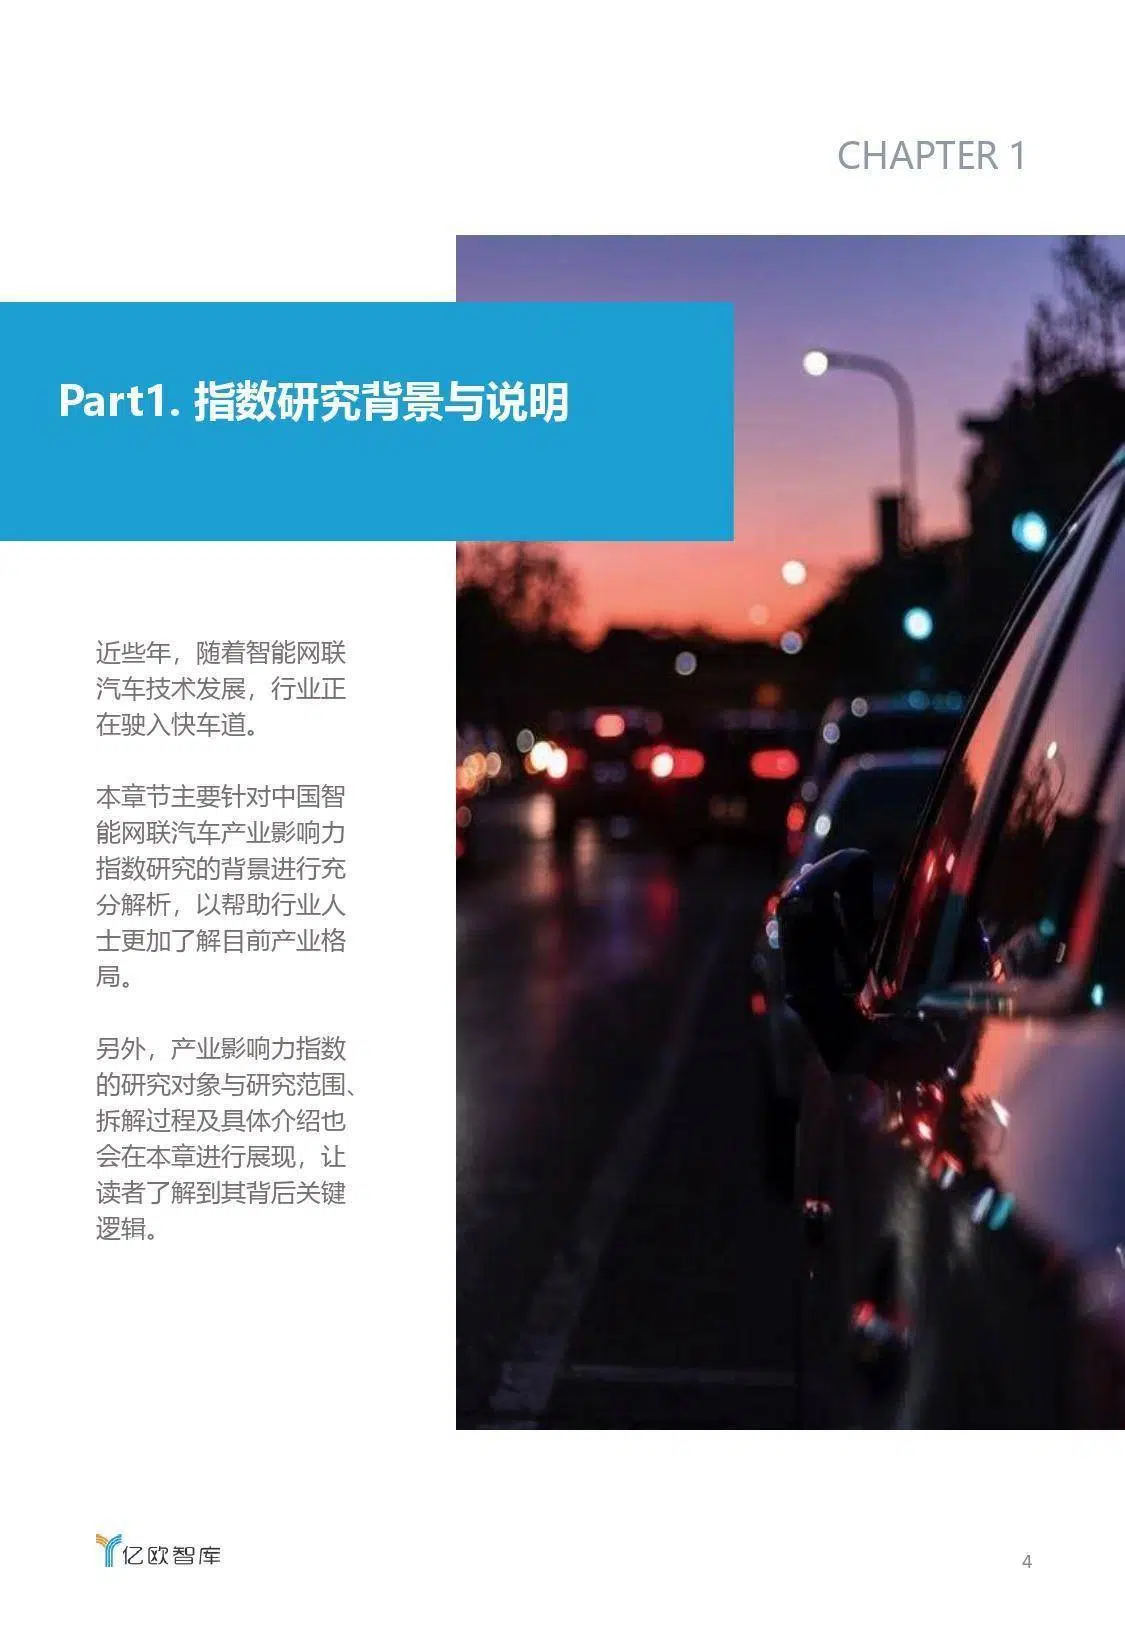 CHAPTER 1
Part1. 指数研究背景与说明
近些年，随着智能网联
汽车技术发展，行业正
在驶入快车道。
本章节主要针对中国智
能网联汽车产业影响力
指数研究的背景进行充
分解析，以帮助行业人
士更加了解目前产业格
局。
另外，产业影响力指数
的研究对象与研究范围、
拆解过程及具体介绍也
会在本章进行展现，让
读者了解到其背后关键
逻辑。
亿欧智库
4